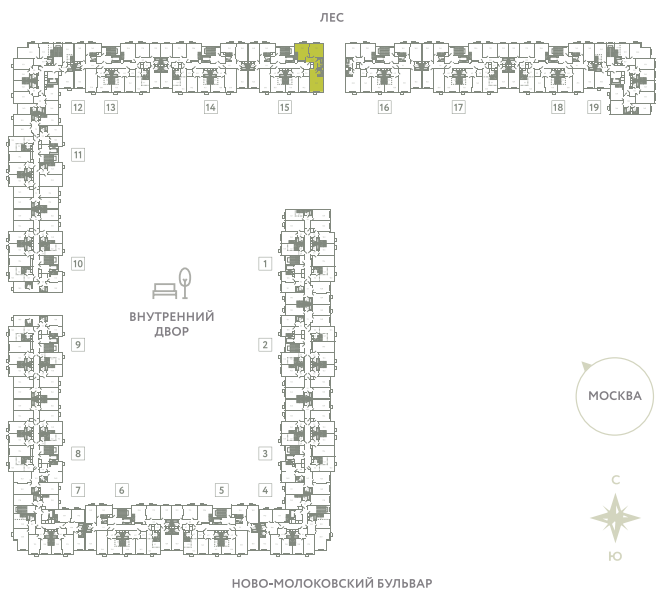 ЛЕС
12 13 14 15 16 17 18 19
11
10 1
ВНУТРЕННИЙ
ДВОР
9 2
МОСКВА
8 3
7 6 5 4
С
Ю
НОВО-МОЛОКОВСКИЙ БУЛЬВАР